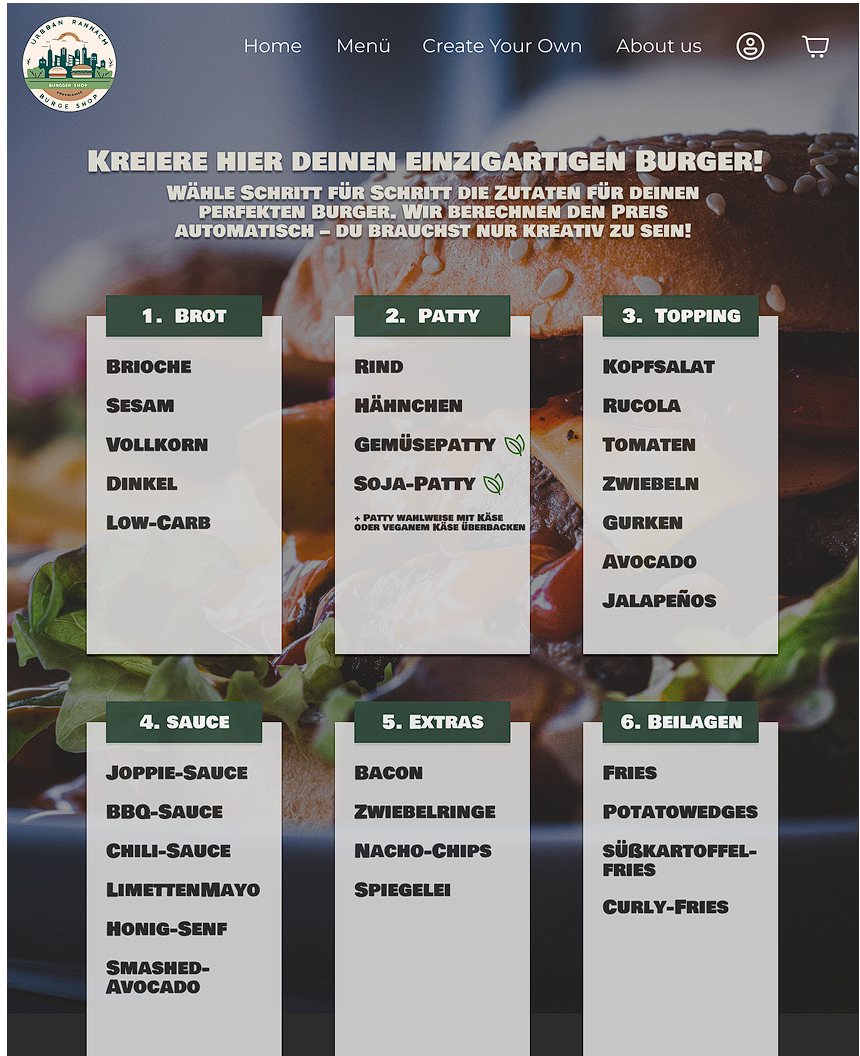 URBBAN RANNACH
BURGGER SHOP
BURGE SHOP
Home Menü Create Your Own About us
Kreiere hier deinen einzigartigen Burger!
Wähle Schritt für Schritt die Zutaten für deinen
perfekten Burger. Wir berechnen den Preis
automatisch – du brauchst nur kreativ zu sein!
1. Brot
Brioche
Sesam
Vollkorn
Dinkel
Low-Carb
2. Patty
Rind
Hähnchen
Gemüsepatty
Soja-Patty
+ Patty wahlweise mit Käse
oder veganem Käse überbacken
3. Topping
Kopfsalat
Rucola
Tomaten
Zwiebeln
Gurken
Avocado
Jalapeños
4. sauce
Joppie-Sauce
BBQ-Sauce
Chili-Sauce
LimettenMayo
Honig-Senf
Smashed-
Avocado
5. Extras
Bacon
Zwiebelringe
Nacho-Chips
Spiegelei
6. Beilagen
Fries
Potatowedges
süßkartoffel-
fries
Curly-Fries